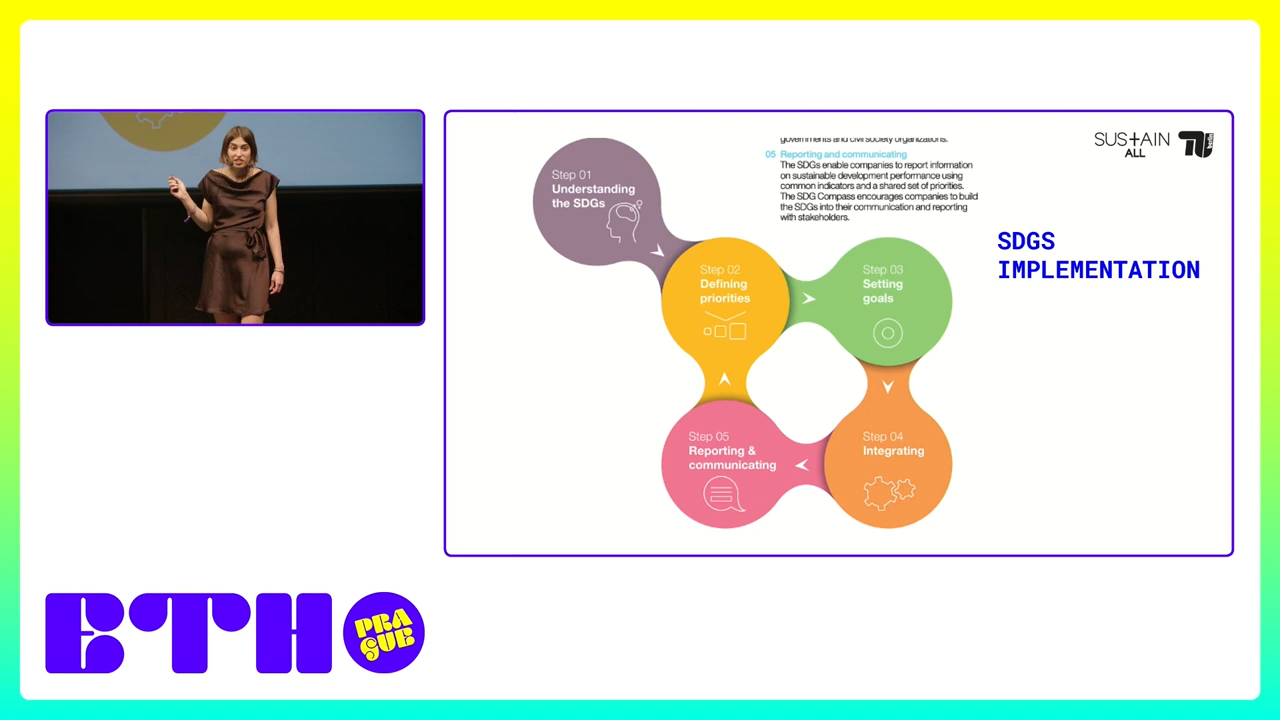 governments and civil society organizations.
05 Reporting and communicating
The SDGs enable companies to report information
on sustainable development performance using
common indicators and a shared set of priorities.
The SDG Compass encourages companies to build
the SDGs into their communication and reporting
with stakeholders.
SUSTAIN
ALL
TU
berlin
SDGS
IMPLEMENTATION
Step 01
Understanding
the SDGs
Step 02
Defining
priorities
Step 03
Setting
goals
Step 04
Integrating
Step 05
Reporting &
communicating
ETH
PRA
GUE